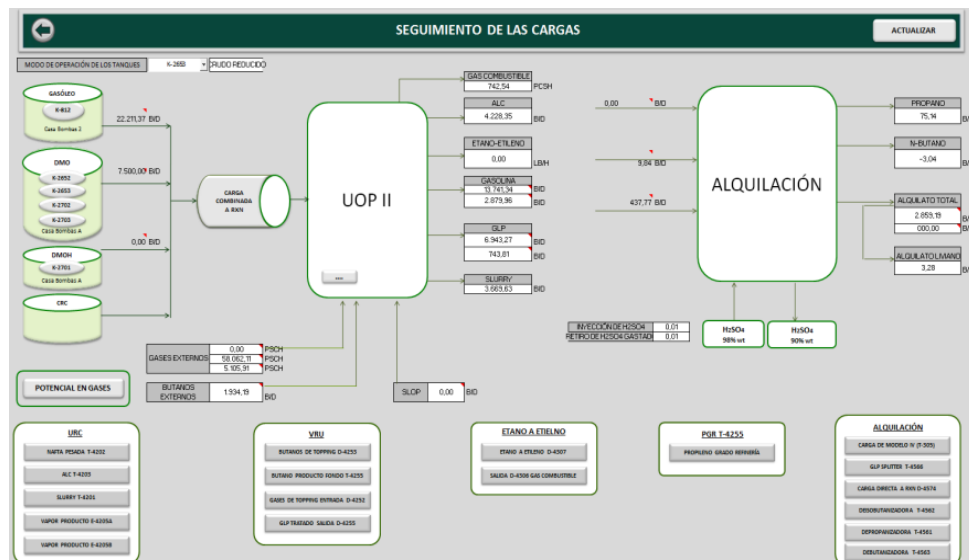 SEGUIMIENTO DE LAS CARGAS
ACTUALIZAR
MODO DE OPERACIÓN DE LOS TANQUES
K-2653
CRUDO REDUCIDO
GASÓLEO
K-812
Casa Bombas 2
22.211,37 B/D
DMO
K-2652
K-2653
K-2702
K-2703
Casa Bombas A
7.500,00 B/D
0,00 B/D
DMOH
K-2701
Casa Bombas A
CRC
CARGA
COMBINADA
A RXN
UOP II
....
GAS COMBUSTIBLE
742,54 PCSH
ALC
4.228,35 B/D
ETANO-ETILENO
0,00 LB/H
GASOLINA
13.741,34 B/D
2.879,96 B/D
GLP
6.943,27 B/D
743,81 B/D
SLURRY
3.669,63 B/D
0,00 B/D
9,04 B/D
437,77 B/D
ALQUILACIÓN
PROPANO
75,14
N-BUTANO
-3,04
ALQUILATO TOTAL
2.859,19
000,00
ALQUILATO LIVIANO
3,28
INYECCIÓN DE H2SO4 0,01
RETIRO DE H2SO4 GASTAD 0,01
H2SO4
98% wt
H2SO4
90% wt
GASES EXTERNOS
0,00 PSCH
58.062,11 PSCH
5.105,91 PSCH
BUTANOS
EXTERNOS
1.934,19 B/D
SLOP 0,00 B/D
POTENCIAL EN GASES
URC
NAFTA PESADA T-4202
ALC T-4203
SLURRY T-4201
VAPOR PRODUCTO E-4205A
VAPOR PRODUCTO E-4205B
VRU
BUTANOS DE TOPPING D-4253
BUTANO PRODUCTO FONDO T-4255
GASES DE TOPPING ENTRADA D-4252
GLP TRATADO SALIDA D-4255
ETANO A ETIELNO
ETANO A ETILENO D-4307
SALIDA D-4306 GAS COMBUSTIBLE
PGR T-4255
PROPILENO GRADO REFINERÍA
ALQUILACIÓN
CARGA DE MODELO IV (T-305)
GLP SPLITTER T-4568
CARGA DIRECTA A RXN D-4574
DEISOBUTANIZADORA T-4562
DEPROPANIZADORA T-4561
DEBUTANIZADORA T-4563